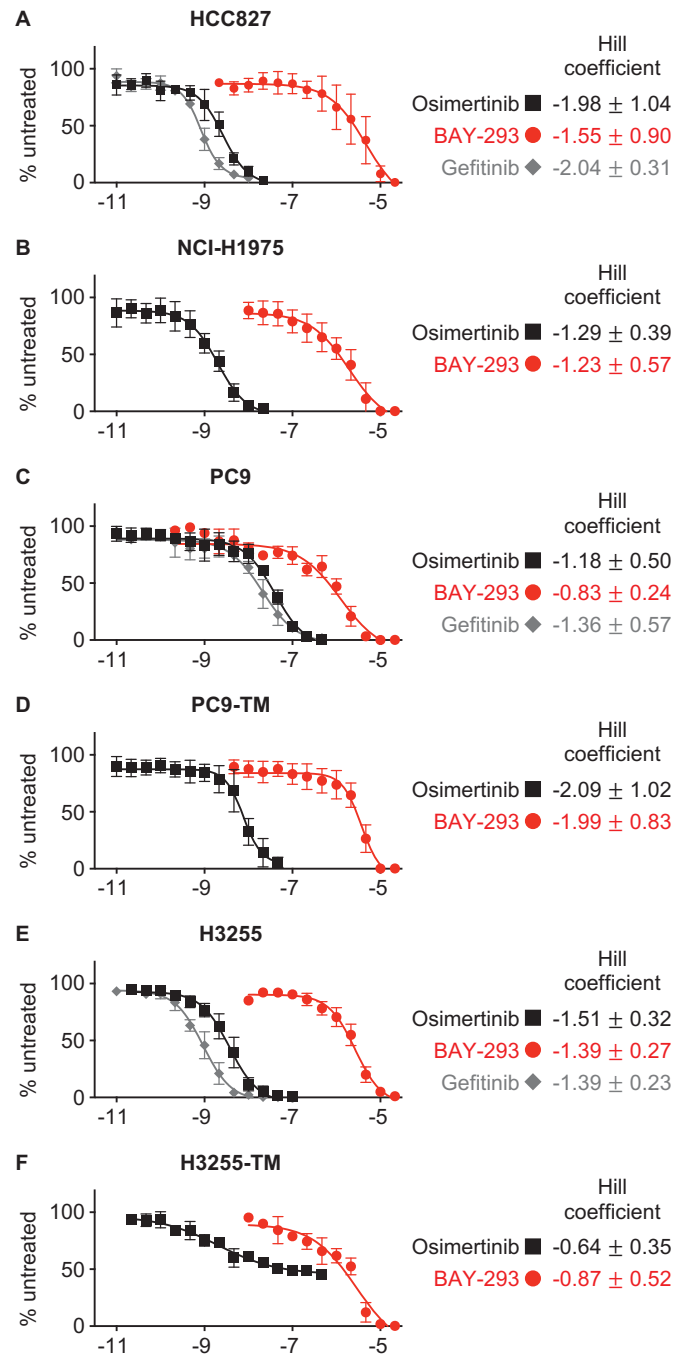 A
HCC827
% untreated
100
50
0
-11 -9 -7 -5
Hill
coefficient
Osimertinib -1.98 ± 1.04
BAY-293 -1.55 ± 0.90
Gefitinib -2.04 ± 0.31
B
NCI-H1975
% untreated
100
50
0
-11 -9 -7 -5
Hill
coefficient
Osimertinib -1.29 ± 0.39
BAY-293 -1.23 ± 0.57
C
PC9
% untreated
100
50
0
-11 -9 -7 -5
Hill
coefficient
Osimertinib -1.18 ± 0.50
BAY-293 -0.83 ± 0.24
Gefitinib -1.36 ± 0.57
D
PC9-TM
% untreated
100
50
0
-11 -9 -7 -5
Hill
coefficient
Osimertinib -2.09 ± 1.02
BAY-293 -1.99 ± 0.83
E
H3255
% untreated
100
50
0
-11 -9 -7 -5
Hill
coefficient
Osimertinib -1.51 ± 0.32
BAY-293 -1.39 ± 0.27
Gefitinib -1.39 ± 0.23
F
H3255-TM
% untreated
100
50
0
-11 -9 -7 -5
Hill
coefficient
Osimertinib -0.64 ± 0.35
BAY-293 -0.87 ± 0.52